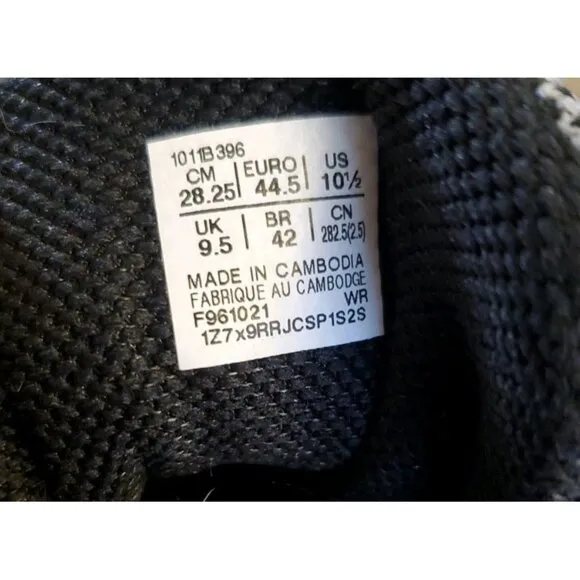 1011B396
CM | EURO | US
28.25 | 44.5 | 10½
UK | BR | CN
9.5 | 42 | 282.5(2.5)
MADE IN CAMBODIA
FABRIQUE AU CAMBODGE
F961021 WR
1Z7x9RRJCSP1S2S